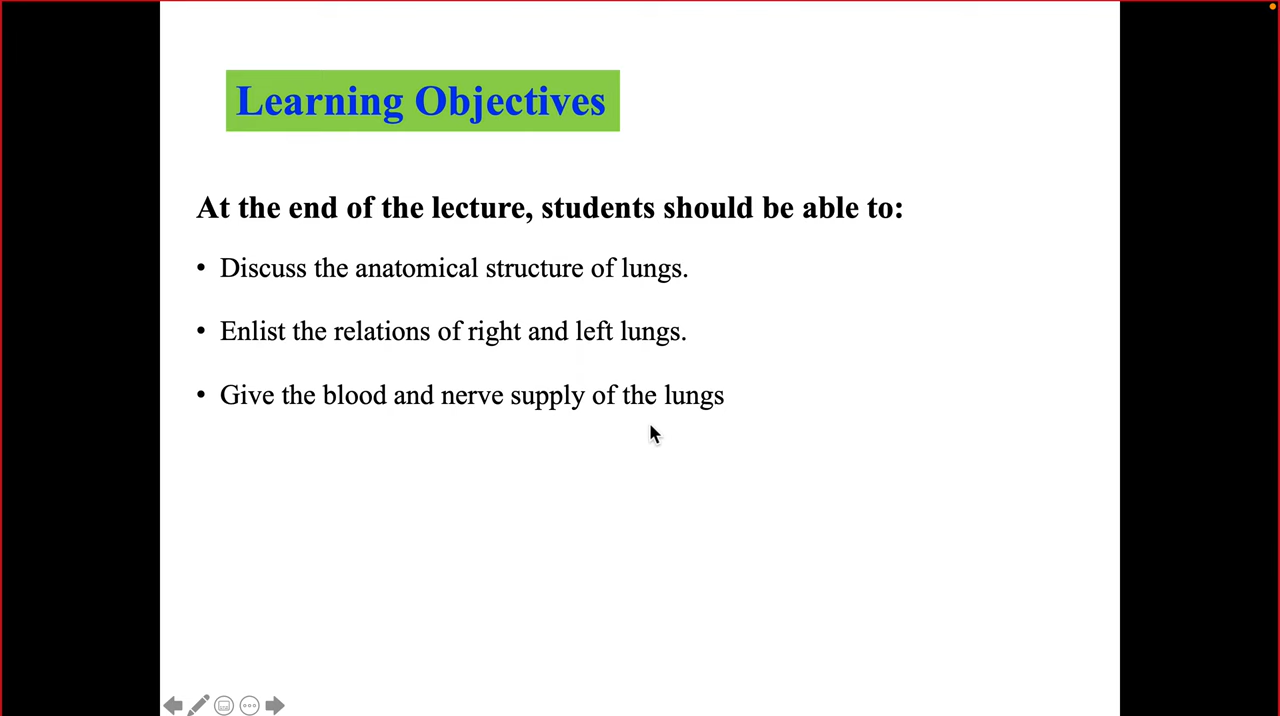 Learning Objectives
At the end of the lecture, students should be able to:
• Discuss the anatomical structure of lungs.
• Enlist the relations of right and left lungs.
• Give the blood and nerve supply of the lungs